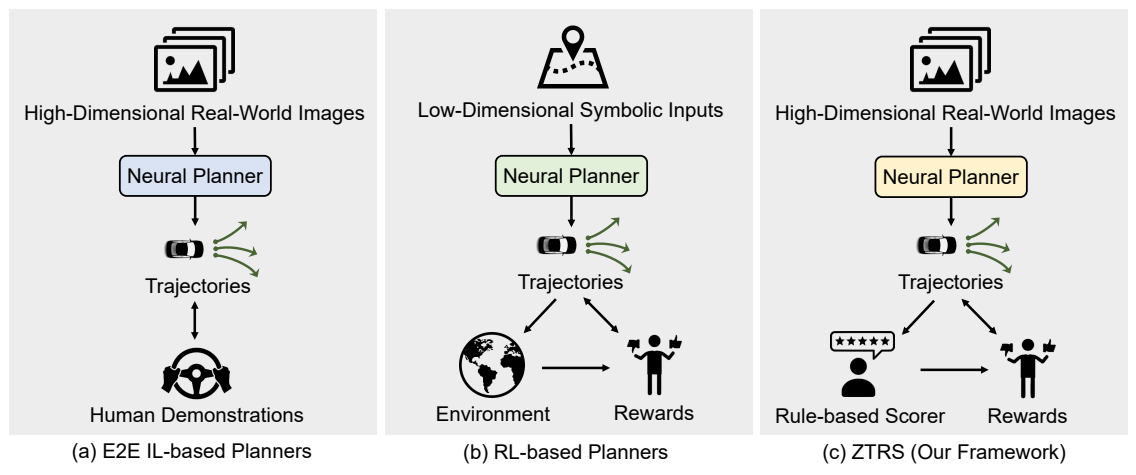 High-Dimensional Real-World Images
Neural Planner
Trajectories
Human Demonstrations
(a) E2E IL-based Planners
Low-Dimensional Symbolic Inputs
Neural Planner
Trajectories
Environment
Rewards
(b) RL-based Planners
High-Dimensional Real-World Images
Neural Planner
Trajectories
Rule-based Scorer
Rewards
(c) ZTRS (Our Framework)